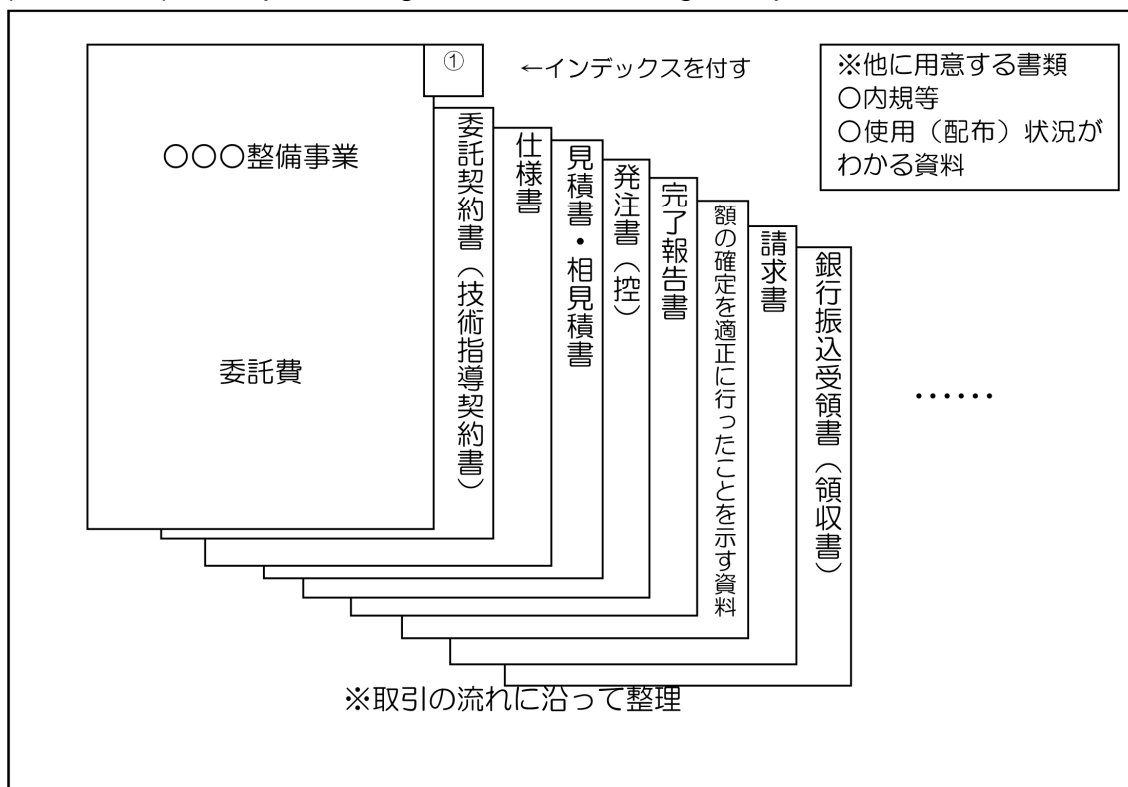 ①
←インデックスを付す
※他に用意する書類
○内規等
○使用（配布）状況が
わかる資料
○○○整備事業
委託費
委託契約書（技術指導契約書）
仕様書
見積書・相見積書
発注書（控）
完了報告書
額の確定を適正に行ったことを示す資料
請求書
銀行振込受領書（領収書）
……
※取引の流れに沿って整理